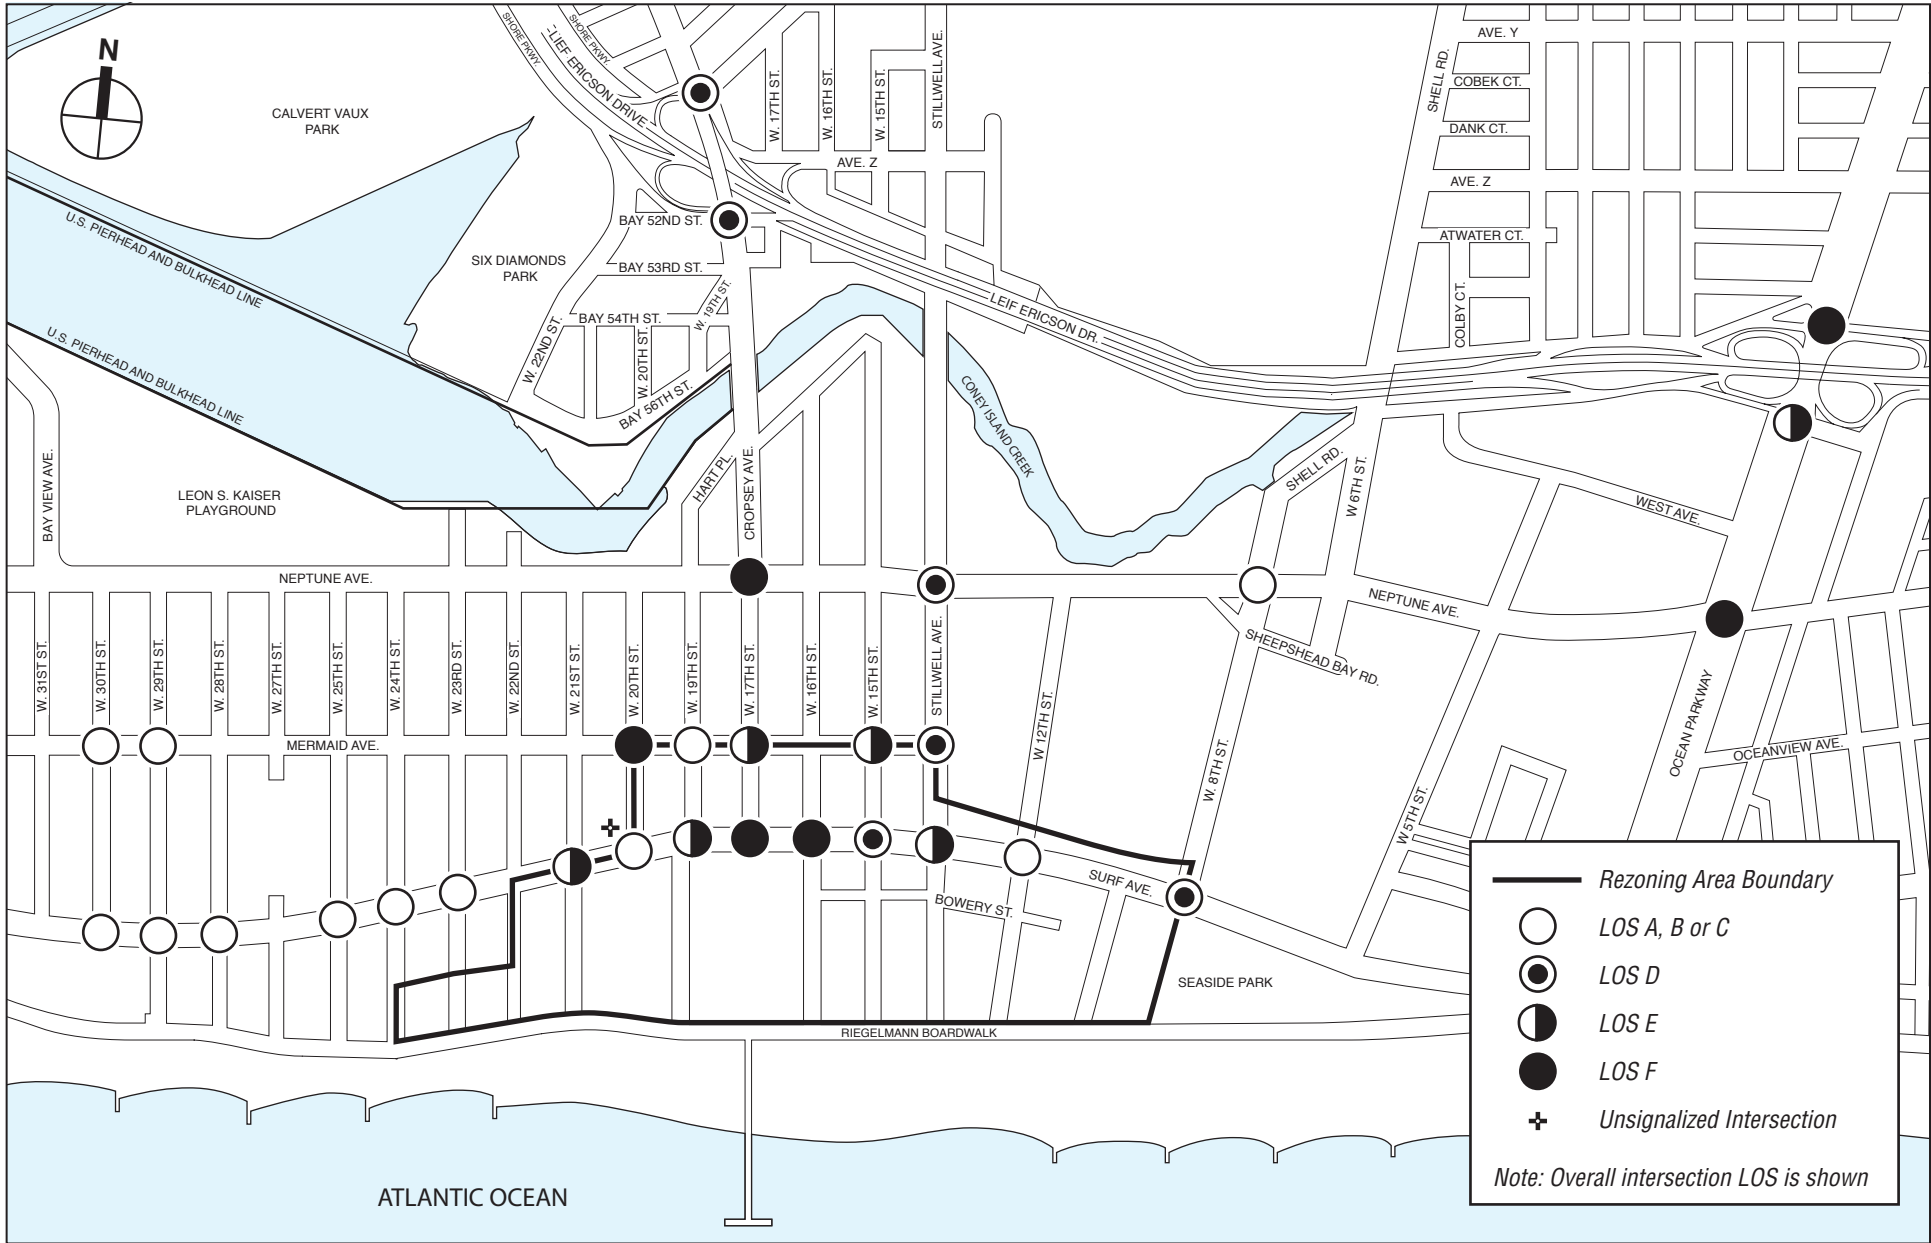 N
CALVERT VAUX
PARK
SHORE PKWY.
SHORE PKWY.
LIEF ERICSON DRIVE
W. 17TH ST.
W. 16TH ST.
W. 15TH ST.
STILLWELL AVE.
AVE. Z
SHELL RD.
AVE. Y
COBEK CT.
DANK CT.
AVE. Z
ATWATER CT.
COLBY CT.
U.S. PIERHEAD AND BULKHEAD LINE
U.S. PIERHEAD AND BULKHEAD LINE
SIX DIAMONDS
PARK
BAY 52ND ST.
BAY 53RD ST.
BAY 54TH ST.
W. 19TH ST.
W. 22ND ST.
W. 20TH ST.
BAY 56TH ST.
LEIF ERICSON DR.
CONEY ISLAND CREEK
BAY VIEW AVE.
LEON S. KAISER
PLAYGROUND
HART PL.
CROPSEY AVE.
SHELL RD.
W 6TH ST.
WEST AVE.
NEPTUNE AVE.
NEPTUNE AVE.
SHEEPSHEAD BAY RD.
W. 31ST ST.
W. 30TH ST.
W. 29TH ST.
W. 28TH ST.
W. 27TH ST.
W. 25TH ST.
W. 24TH ST.
W. 23RD ST.
W. 22ND ST.
W. 21ST ST.
W. 20TH ST.
W. 19TH ST.
W. 17TH ST.
W. 16TH ST.
W. 15TH ST.
STILLWELL AVE.
W 12TH ST.
W. 8TH ST.
W 5TH ST.
OCEAN PARKWAY
OCEANVIEW AVE.
MERMAID AVE.
SURF AVE.
BOWERY ST.
SEASIDE PARK
RIEGELMANN BOARDWALK
ATLANTIC OCEAN
Rezoning Area Boundary
LOS A, B or C
LOS D
LOS E
LOS F
Unsignalized Intersection
Note: Overall intersection LOS is shown